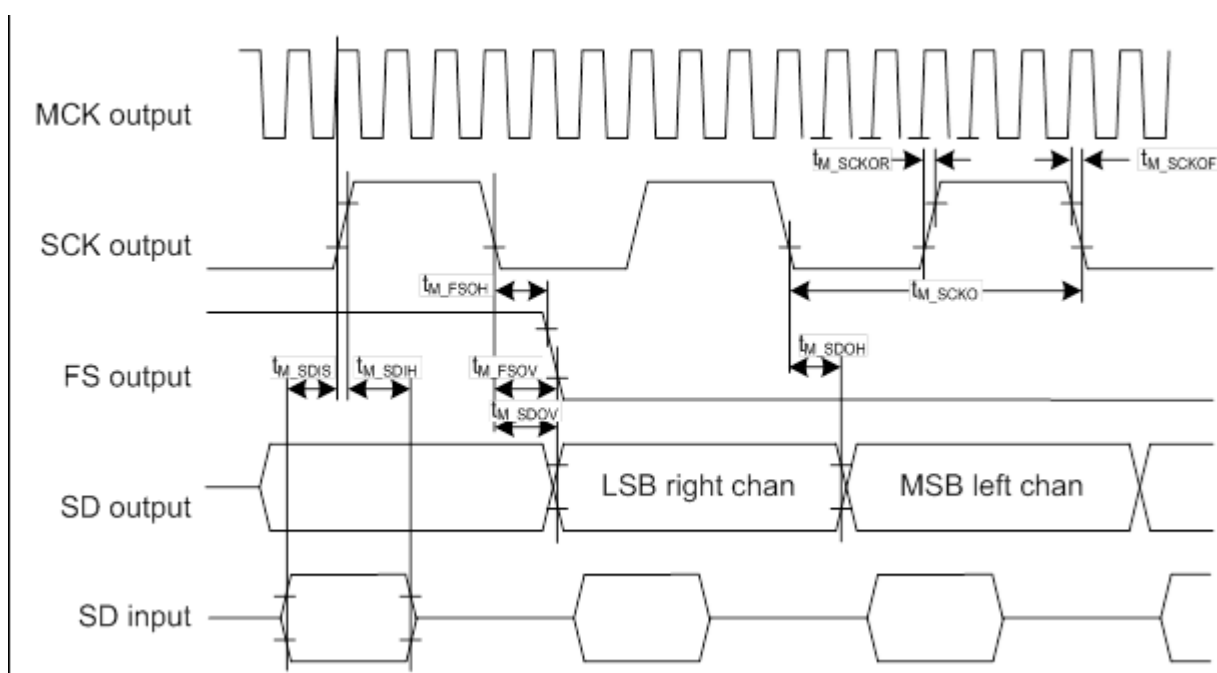 MCK output
tM_SCKOR
tM_SCKOF
SCK output
tM_FSOH
tM_SCKO
tM_SDIS
tM_SDIH
tM_FSOV
tM_SDOH
FS output
tM_SDOV
LSB right chan
MSB left chan
SD output
SD input